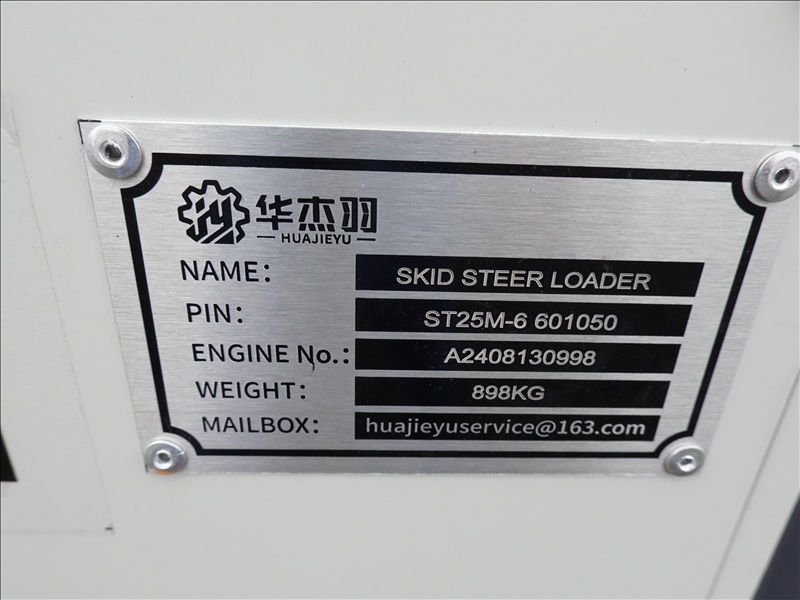 华杰羽
HUAJIEYU
NAME: SKID STEER LOADER
PIN: ST25M-6 601050
ENGINE No.: A2408130998
WEIGHT: 898KG
MAILBOX: huajieyuservice@163.com